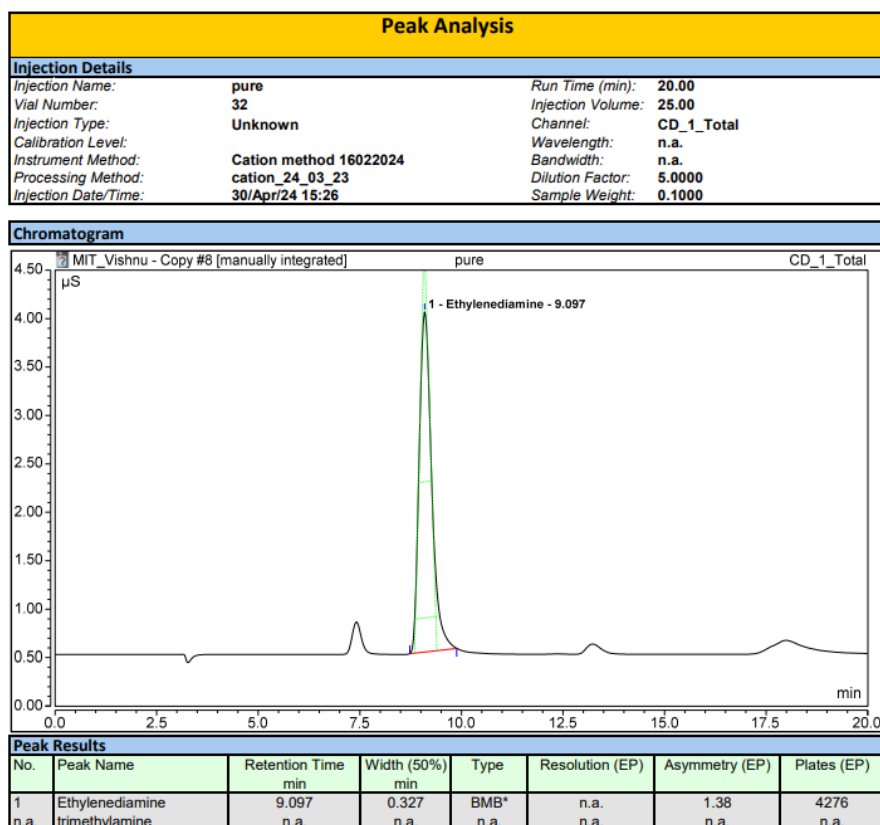 Peak Analysis
Injection Details
Injection Name: pure Run Time (min): 20.00
Vial Number: 32 Injection Volume: 25.00
Injection Type: Unknown Channel: CD_1_Total
Calibration Level: Wavelength: n.a.
Instrument Method: Cation method 16022024 Bandwidth: n.a.
Processing Method: cation_24_03_23 Dilution Factor: 5.0000
Injection Date/Time: 30/Apr/24 15:26 Sample Weight: 0.1000
Chromatogram
MIT_Vishnu - Copy #8 [manually integrated] pure CD_1_Total
4.50
µS
1 - Ethylenediamine - 9.097
4.00
3.50
3.00
2.50
2.00
1.50
1.00
0.50
min
0.00
0.0 2.5 5.0 7.5 10.0 12.5 15.0 17.5 20.0
Peak Results
No. Peak Name Retention Time Width (50%) Type Resolution (EP) Asymmetry (EP) Plates (EP)
min min
1 Ethylenediamine 9.097 0.327 BMB* n.a. 1.38 4276
n.a. trimethylamine n.a. n.a. n.a. n.a. n.a. n.a.